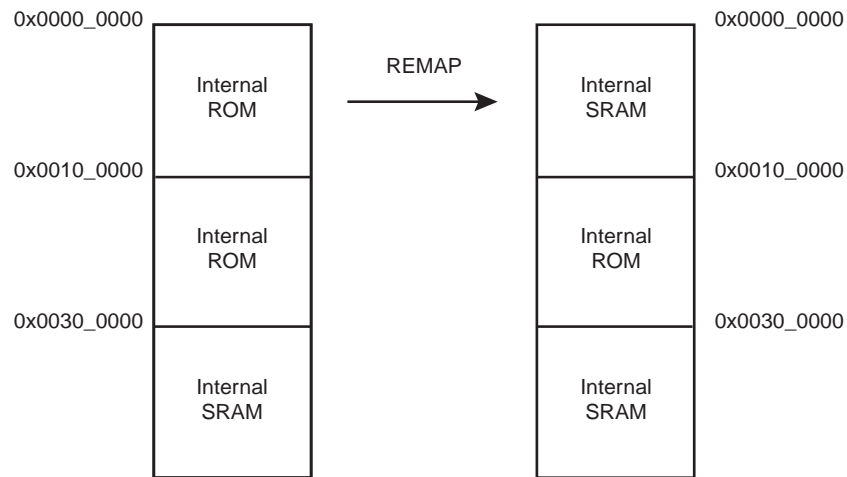 0x0000_0000
0x0000_0000
Internal
ROM
REMAP
Internal
SRAM
0x0010_0000
0x0010_0000
Internal
ROM
Internal
ROM
0x0030_0000
0x0030_0000
Internal
SRAM
Internal
SRAM